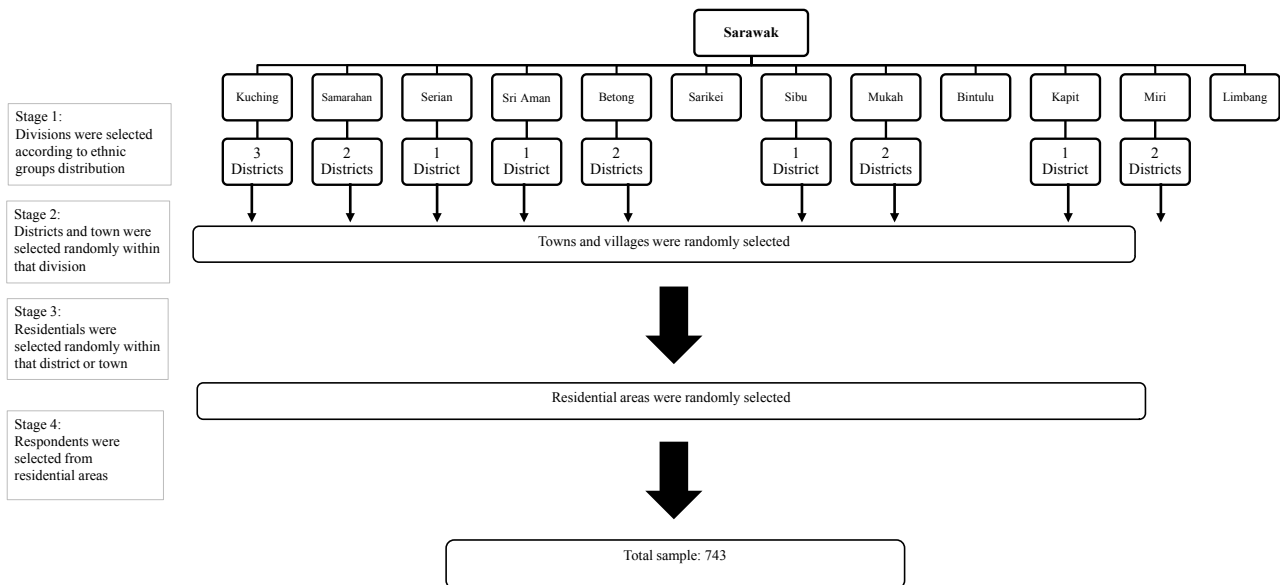 Sarawak
Kuching
Samarahan
Serian
Sri Aman
Betong
Sarikei
Sibu
Mukah
Bintulu
Kapit
Miri
Limbang
Stage 1:
Divisions were selected
according to ethnic
groups distribution
3
Districts
2
Districts
1
District
1
District
2
Districts
1
District
2
Districts
1
District
2
Districts
Stage 2:
Districts and town were
selected randomly within
that division
Towns and villages were randomly selected
Stage 3:
Residentials were
selected randomly within
that district or town
Residential areas were randomly selected
Stage 4:
Respondents were
selected from
residential areas
Total sample: 743